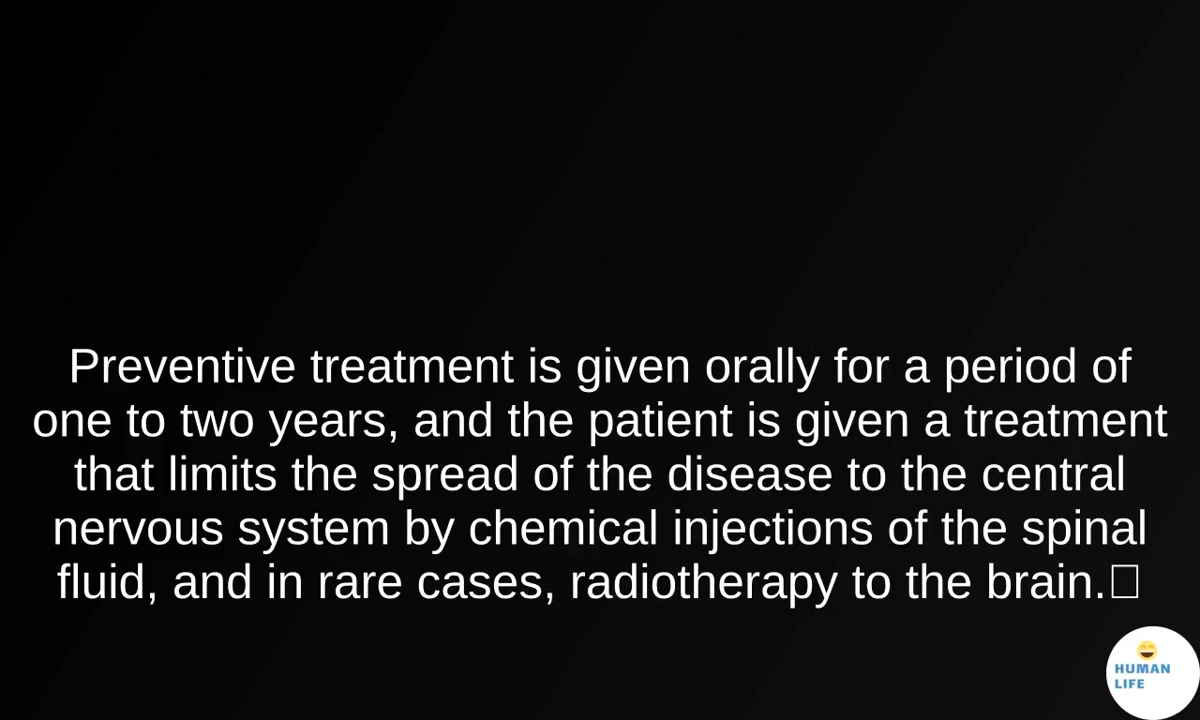 Preventive treatment is given orally for a period of
one to two years, and the patient is given a treatment
that limits the spread of the disease to the central
nervous system by chemical injections of the spinal
fluid, and in rare cases, radiotherapy to the brain.
HUMAN
LIFE